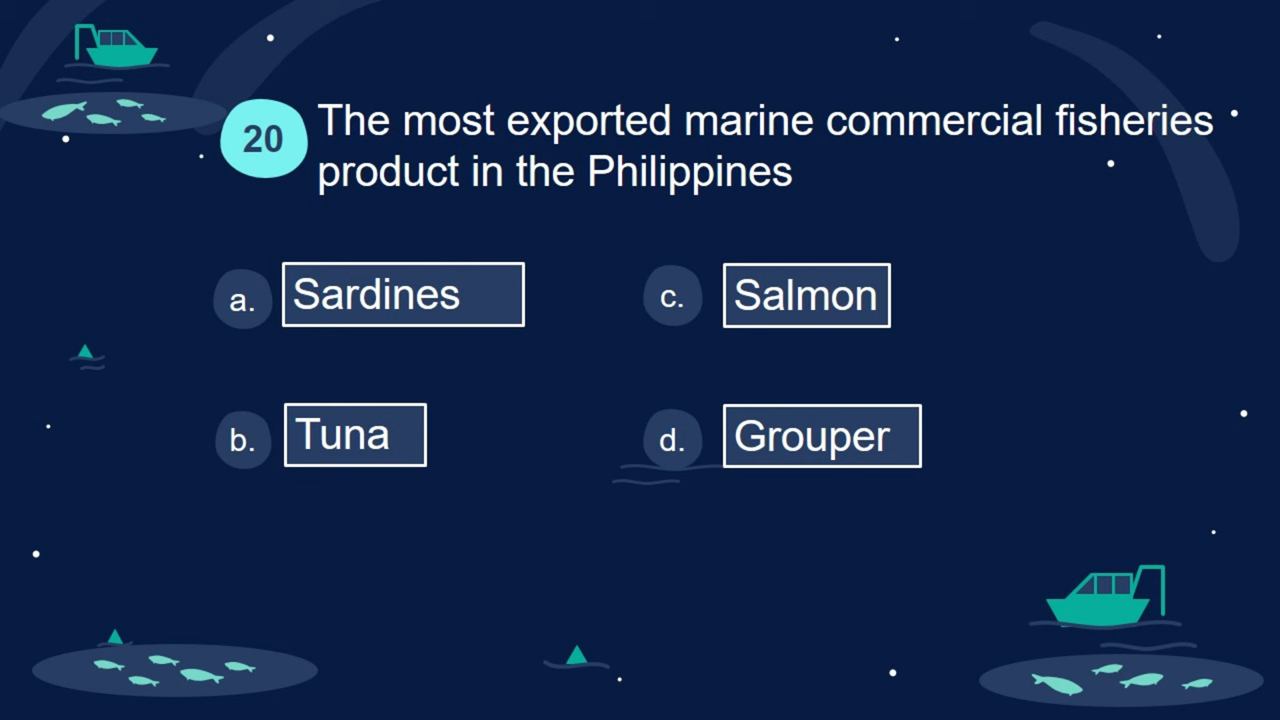 20
The most exported marine commercial fisheries
product in the Philippines
a. Sardines
c. Salmon
b. Tuna
d. Grouper